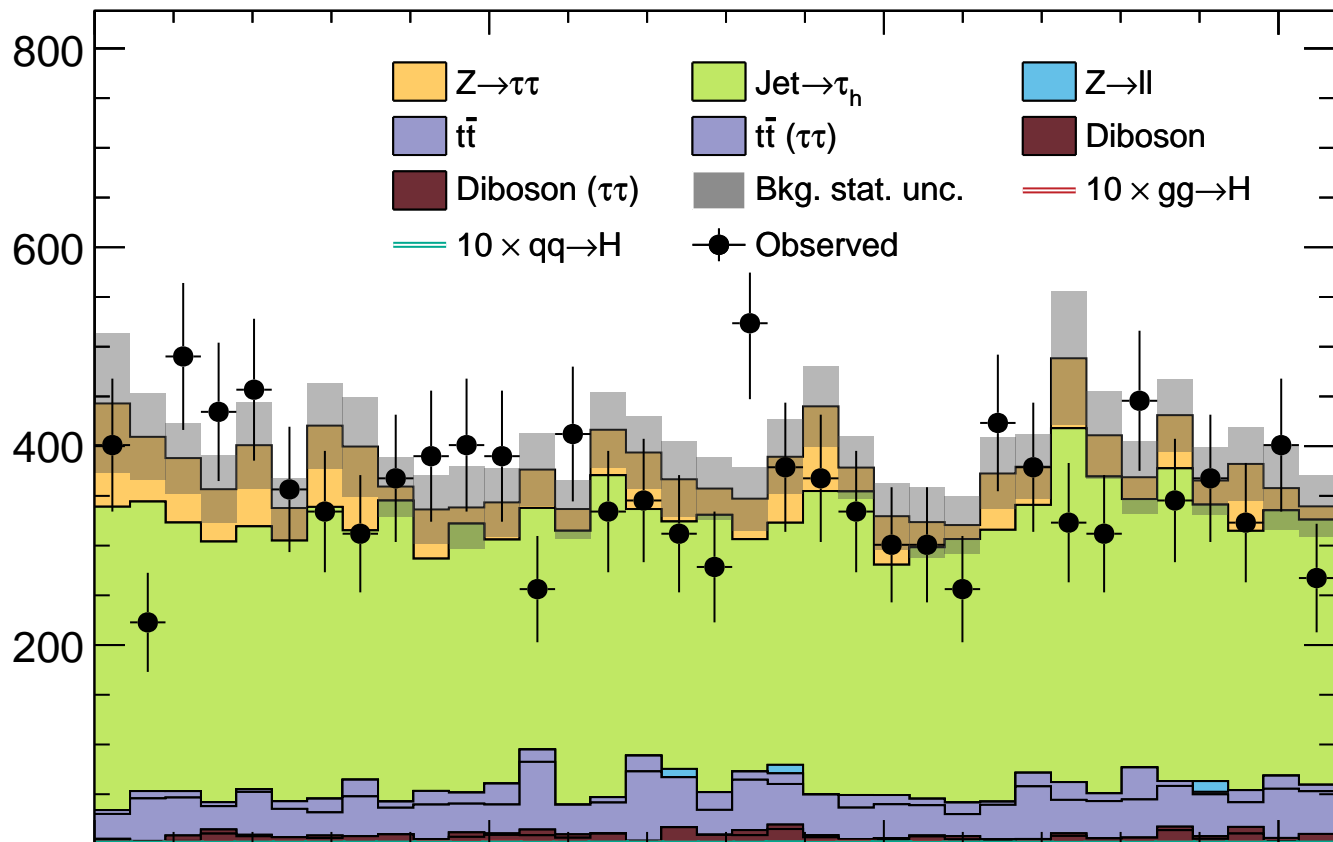 800
Z→ττ Jet→τh Z→ll
tt̄ tt̄ (ττ) Diboson
Diboson (ττ) Bkg. stat. unc. 10 × gg→H
600
10 × qq→H Observed
400
200